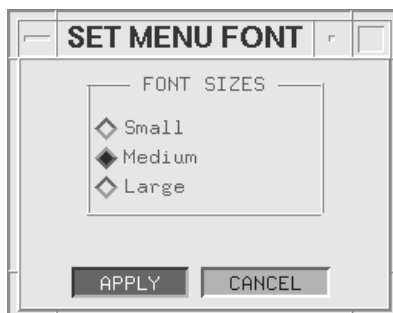 SET MENU FONT
FONT SIZES
Small
Medium
Large
APPLY CANCEL